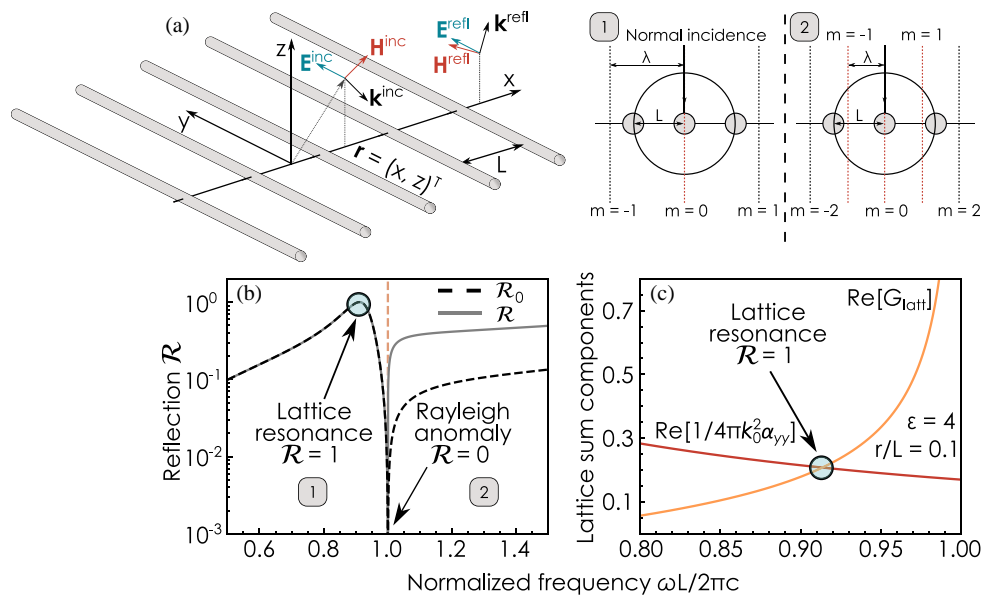 (a)
z
E^inc
H^inc
k^inc
E^refl
H^refl
k^refl
x
y
r = (x, z)^T
L
1
Normal incidence
λ
L
m = -1
m = 0
m = 1
2
m = -1
m = 1
λ
L
m = -2
m = 0
m = 2
(b)
R_0
R
10^0
10^-1
10^-2
10^-3
Reflection R
Lattice
resonance
R = 1
Rayleigh
anomaly
R = 0
1
2
0.6
0.8
1.0
1.2
1.4
(c)
Re[G_latt]
Lattice
resonance
R = 1
Re[1/4πk_0^2α_yy]
ε = 4
r/L = 0.1
Lattice sum components
0.7
0.5
0.3
0.1
0.80
0.85
0.90
0.95
1.00
Normalized frequency ωL/2πc